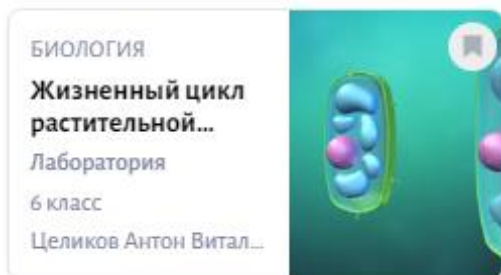 БИОЛОГИЯ
Жизненный цикл
растительной...
Лаборатория
6 класс
Целиков Антон Витал...